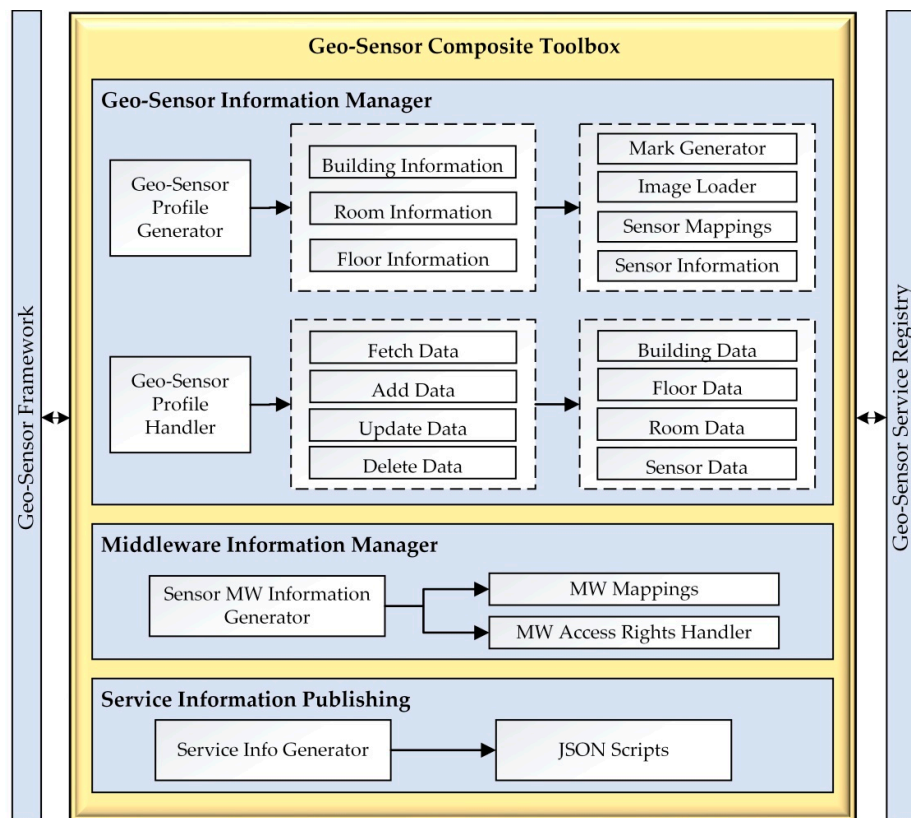 Geo-Sensor Framework
Geo-Sensor Composite Toolbox
Geo-Sensor Information Manager
Geo-Sensor
Profile
Generator
Building Information
Room Information
Floor Information
Mark Generator
Image Loader
Sensor Mappings
Sensor Information
Geo-Sensor
Profile
Handler
Fetch Data
Add Data
Update Data
Delete Data
Building Data
Floor Data
Room Data
Sensor Data
Middleware Information Manager
Sensor MW Information
Generator
MW Mappings
MW Access Rights Handler
Service Information Publishing
Service Info Generator
JSON Scripts
Geo-Sensor Service Registry